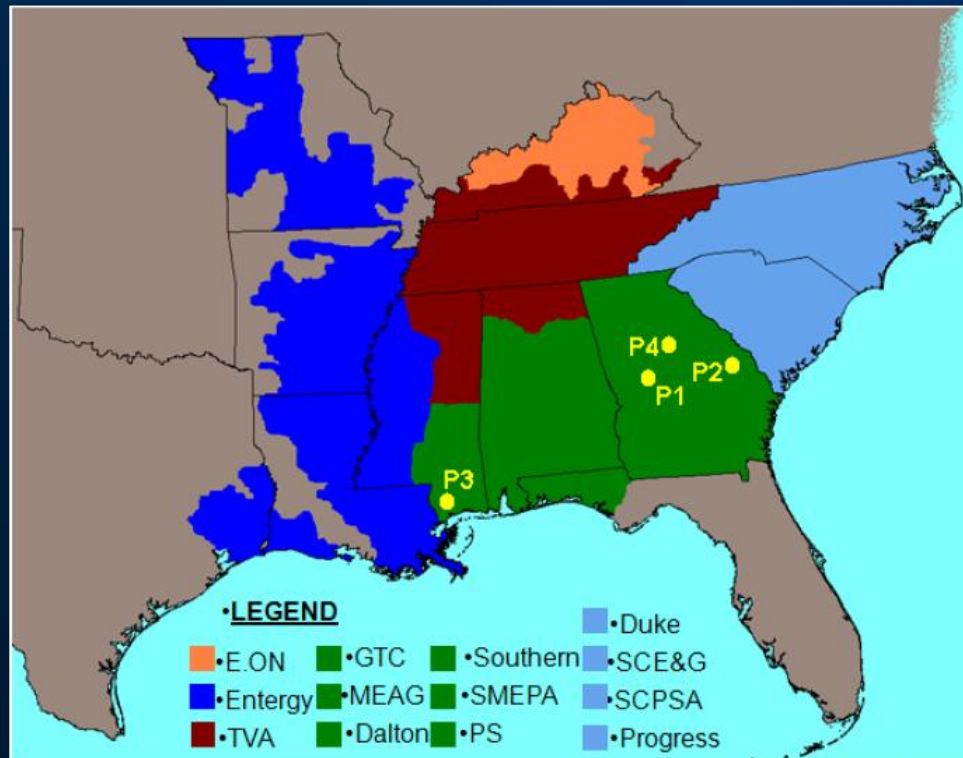 P4
P2
P1
P3
•LEGEND
•E.ON
•Entergy
•TVA
•GTC
•MEAG
•Dalton
•Southern
•SMEPA
•PS
•Duke
•SCE&G
•SCPSA
•Progress